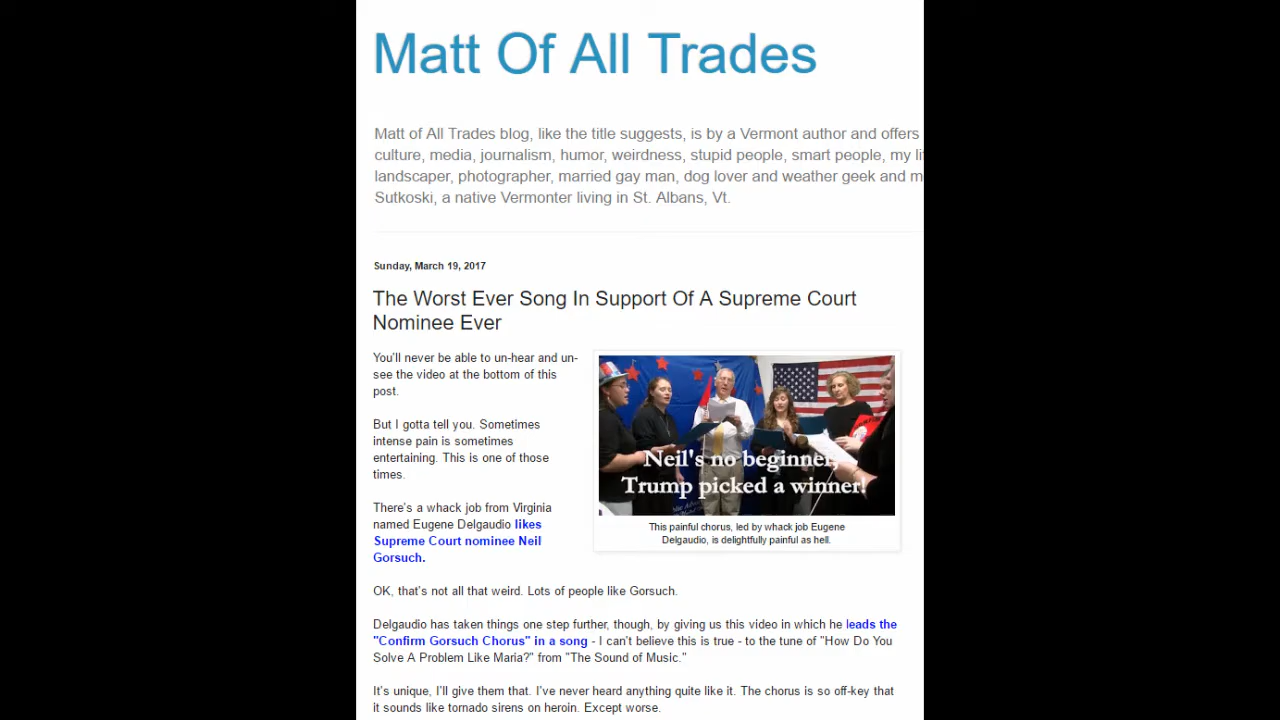 Matt Of All Trades
Matt of All Trades blog, like the title suggests, is by a Vermont author and offers
culture, media, journalism, humor, weirdness, stupid people, smart people, my
landscaper, photographer, married gay man, dog lover and weather geek and
Sutkoski, a native Vermonter living in St. Albans, Vt.
Sunday, March 19, 2017
The Worst Ever Song In Support Of A Supreme Court
Nominee Ever
You'll never be able to un-hear and un-
see the video at the bottom of this
post.
But I gotta tell you. Sometimes
intense pain is sometimes
entertaining. This is one of those
times.
There's a whack job from Virginia
named Eugene Delgaudio likes
Supreme Court nominee Neil
Gorsuch.
Neil's no beginner,
Trump picked a winner!
This painful chorus, led by whack job Eugene
Delgaudio, is delightfully painful as hell.
OK, that's not all that weird. Lots of people like Gorsuch.
Delgaudio has taken things one step further, though, by giving us this video in which he leads the
"Confirm Gorsuch Chorus" in a song - I can't believe this is true - to the tune of "How Do You
Solve A Problem Like Maria?" from "The Sound of Music."
It's unique, I'll give them that. I've never heard anything quite like it. The chorus is so off-key that
it sounds like tornado sirens on heroin. Except worse.